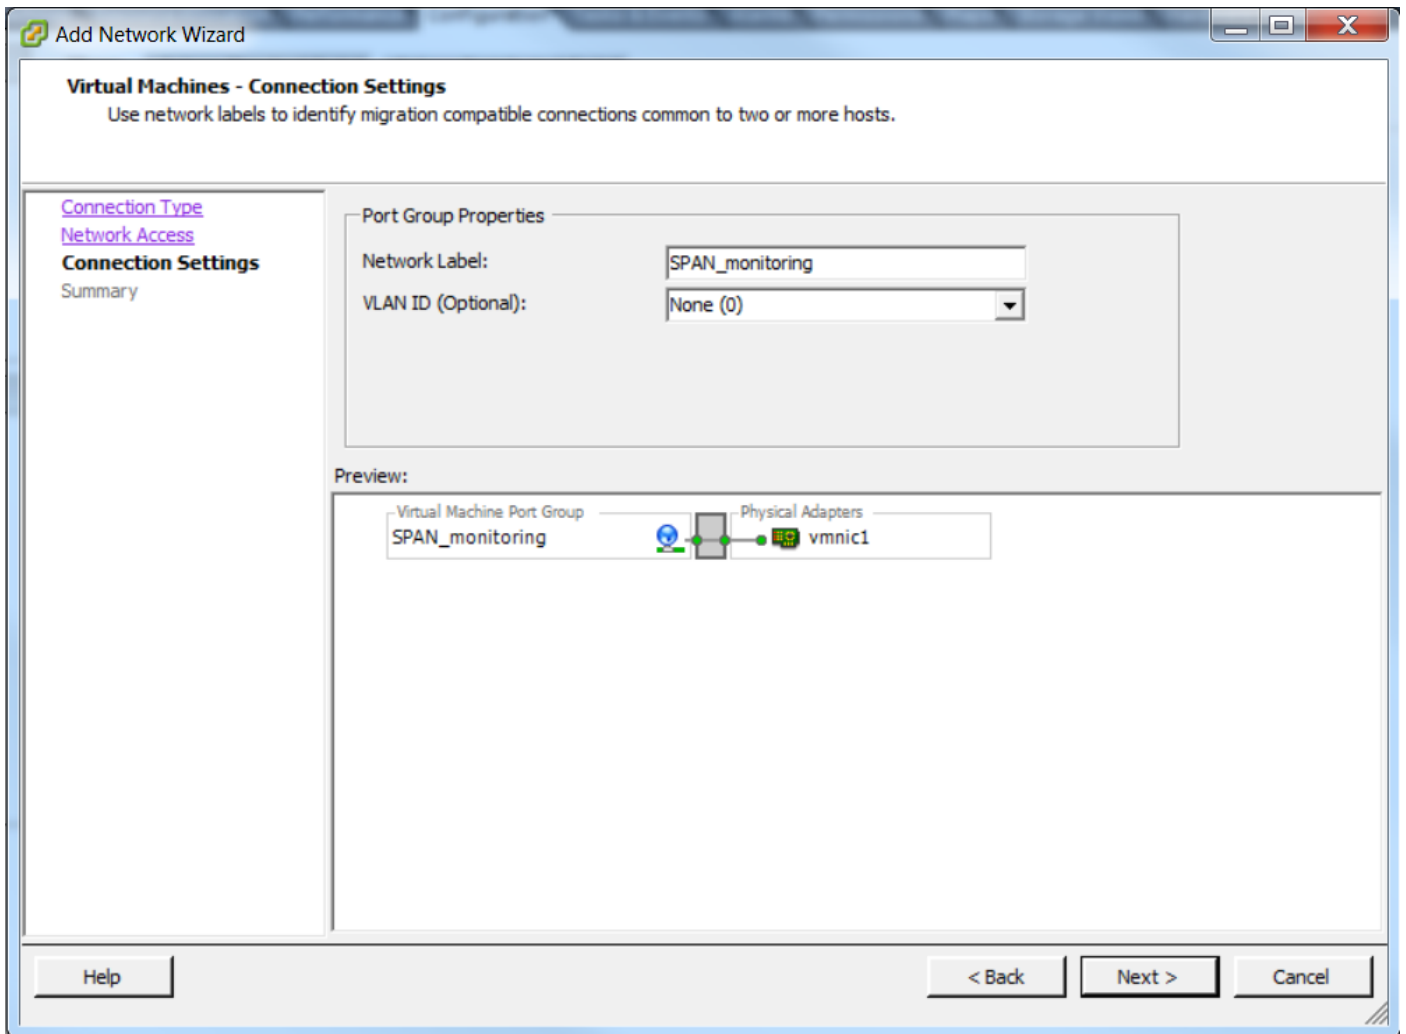 Configuration
Add Network Wizard
Virtual Machines - Connection Settings
Use network labels to identify migration compatible connections common to two or more hosts.
Connection Type
Network Access
Connection Settings
Summary
Port Group Properties
Network Label:
SPAN_monitoring
VLAN ID (Optional):
None (0)
Preview:
Virtual Machine Port Group
SPAN_monitoring
Physical Adapters
vmnic1
Help
< Back
Next >
Cancel